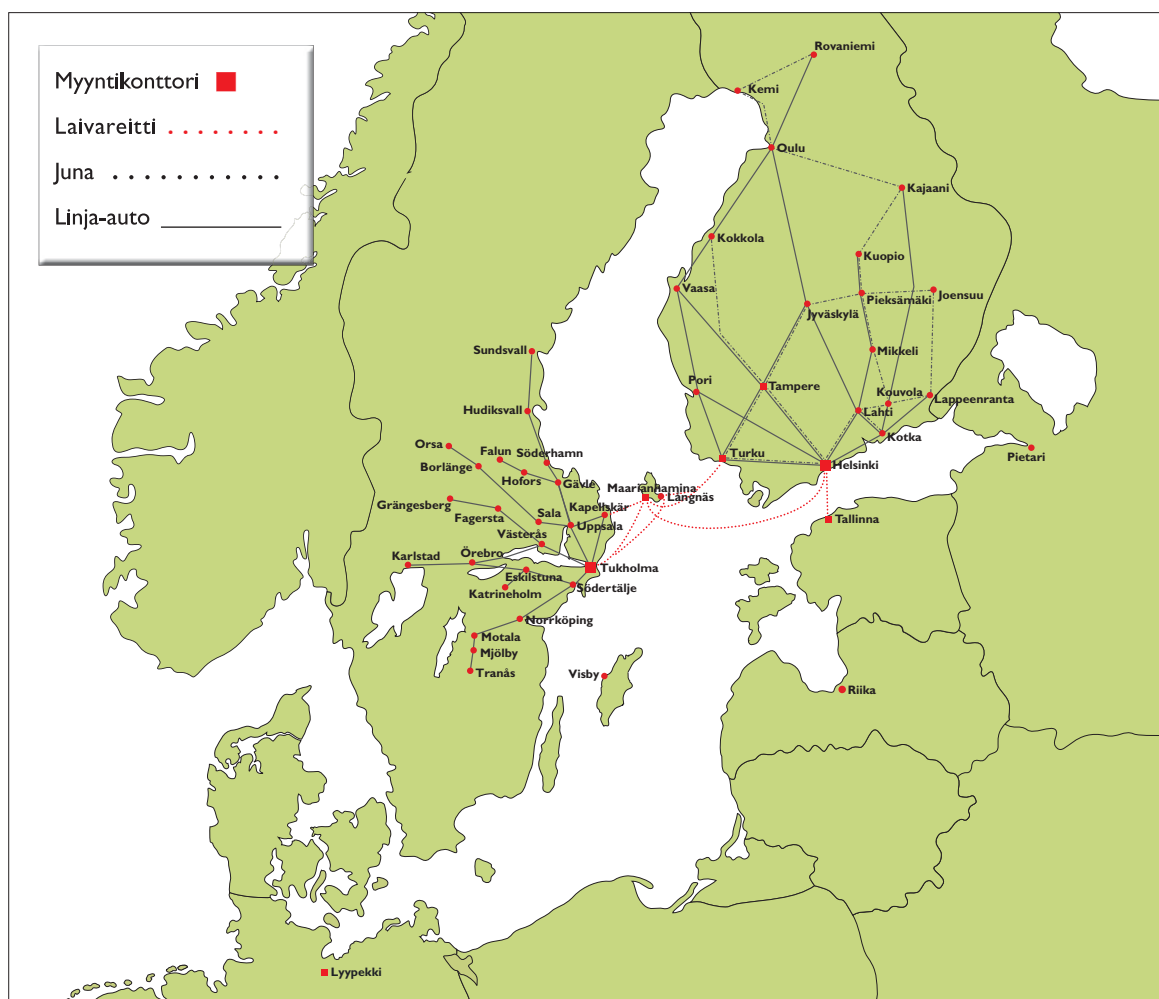 Myyntikonttori
Laivareitti
Juna
Linja-auto
Rovaniemi
Kemi
Oulu
Kajaani
Kokkola
Kuopio
Vaasa
Pieksämäki
Joensuu
Jyväskylä
Sundsvall
Mikkeli
Pori
Tampere
Kouvola
Lappeenranta
Hudiksvall
Lahti
Kotka
Orsa
Falun
Söderhamn
Turku
Helsinki
Pietari
Borlänge
Hofors
Gävle
Maarianhamina
Långnäs
Grängesberg
Fagersta
Sala
Kapellskär
Uppsala
Tallinna
Västerås
Karlstad
Örebro
Tukholma
Eskilstuna
Katrineholm
Södertälje
Norrköping
Motala
Mjölby
Tranås
Visby
Riika
Lyypekki